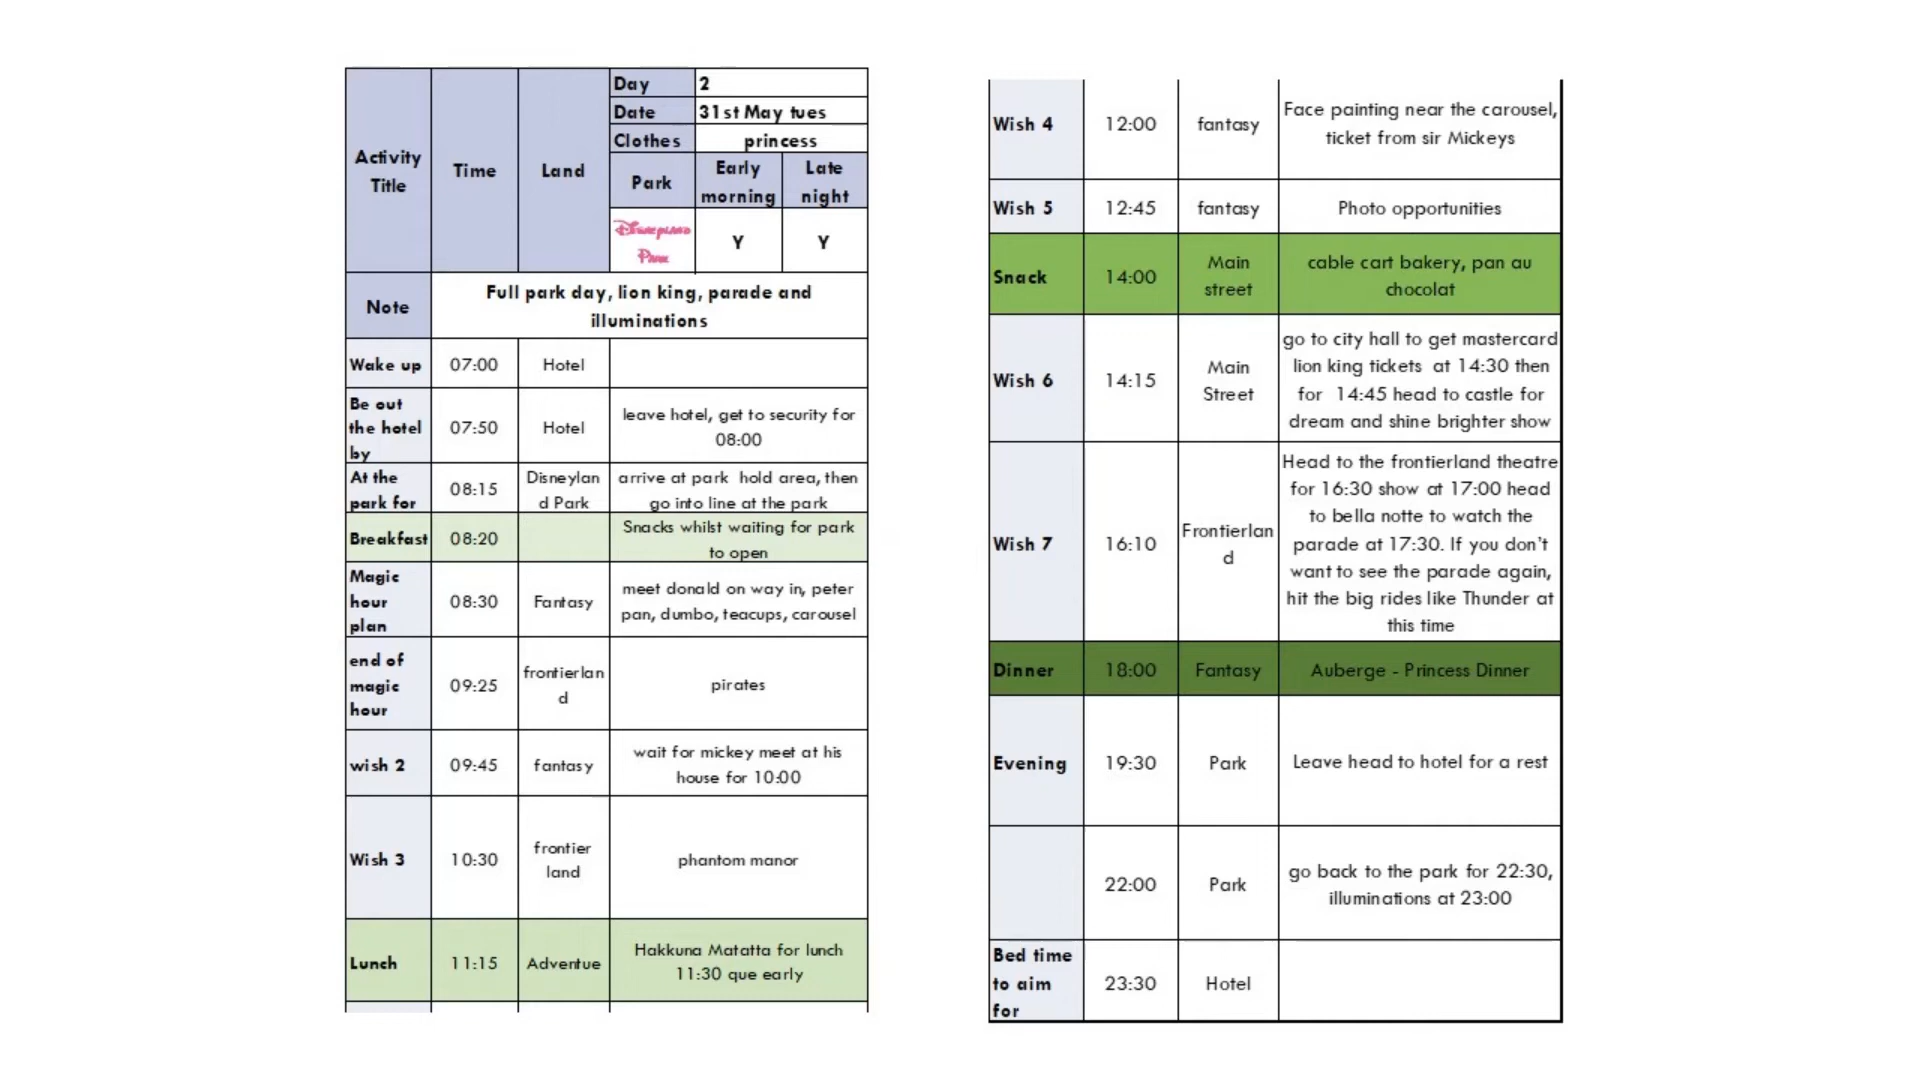 Activity
Title
Time
Land
Day
2
Date
31st May tues
Clothes
princess
Park
Early
morning
Late
night
Disneyland
Park
Y
Y
Note
Full park day, lion king, parade and
illuminations
Wake up
07:00
Hotel
Be out
the hotel
by
07:50
Hotel
leave hotel, get to security for
08:00
At the
park for
08:15
Disneylan
d Park
arrive at park hold area, then
go into line at the park
Breakfast
08:20
Snacks whilst waiting for park
to open
Magic
hour
plan
08:30
Fantasy
meet donald on way in, peter
pan, dumbo, teacups, carousel
end of
magic
hour
09:25
frontierlan
d
pirates
wish 2
09:45
fantasy
wait for mickey meet at his
house for 10:00
Wish 3
10:30
frontier
land
phantom manor
Lunch
11:15
Adventue
Hakkuna Matatta for lunch
11:30 que early
Wish 4
12:00
fantasy
Face painting near the carousel,
ticket from sir Mickeys
Wish 5
12:45
fantasy
Photo opportunities
Snack
14:00
Main
street
cable cart bakery, pan au
chocolat
Wish 6
14:15
Main
Street
go to city hall to get mastercard
lion king tickets at 14:30 then
for 14:45 head to castle for
dream and shine brighter show
Wish 7
16:10
Frontierlan
d
Head to the frontierland theatre
for 16:30 show at 17:00 head
to bella notte to watch the
parade at 17:30. If you don't
want to see the parade again,
hit the big rides like Thunder at
this time
Dinner
18:00
Fantasy
Auberge - Princess Dinner
Evening
19:30
Park
Leave head to hotel for a rest
22:00
Park
go back to the park for 22:30,
illuminations at 23:00
Bed time
to aim
for
23:30
Hotel